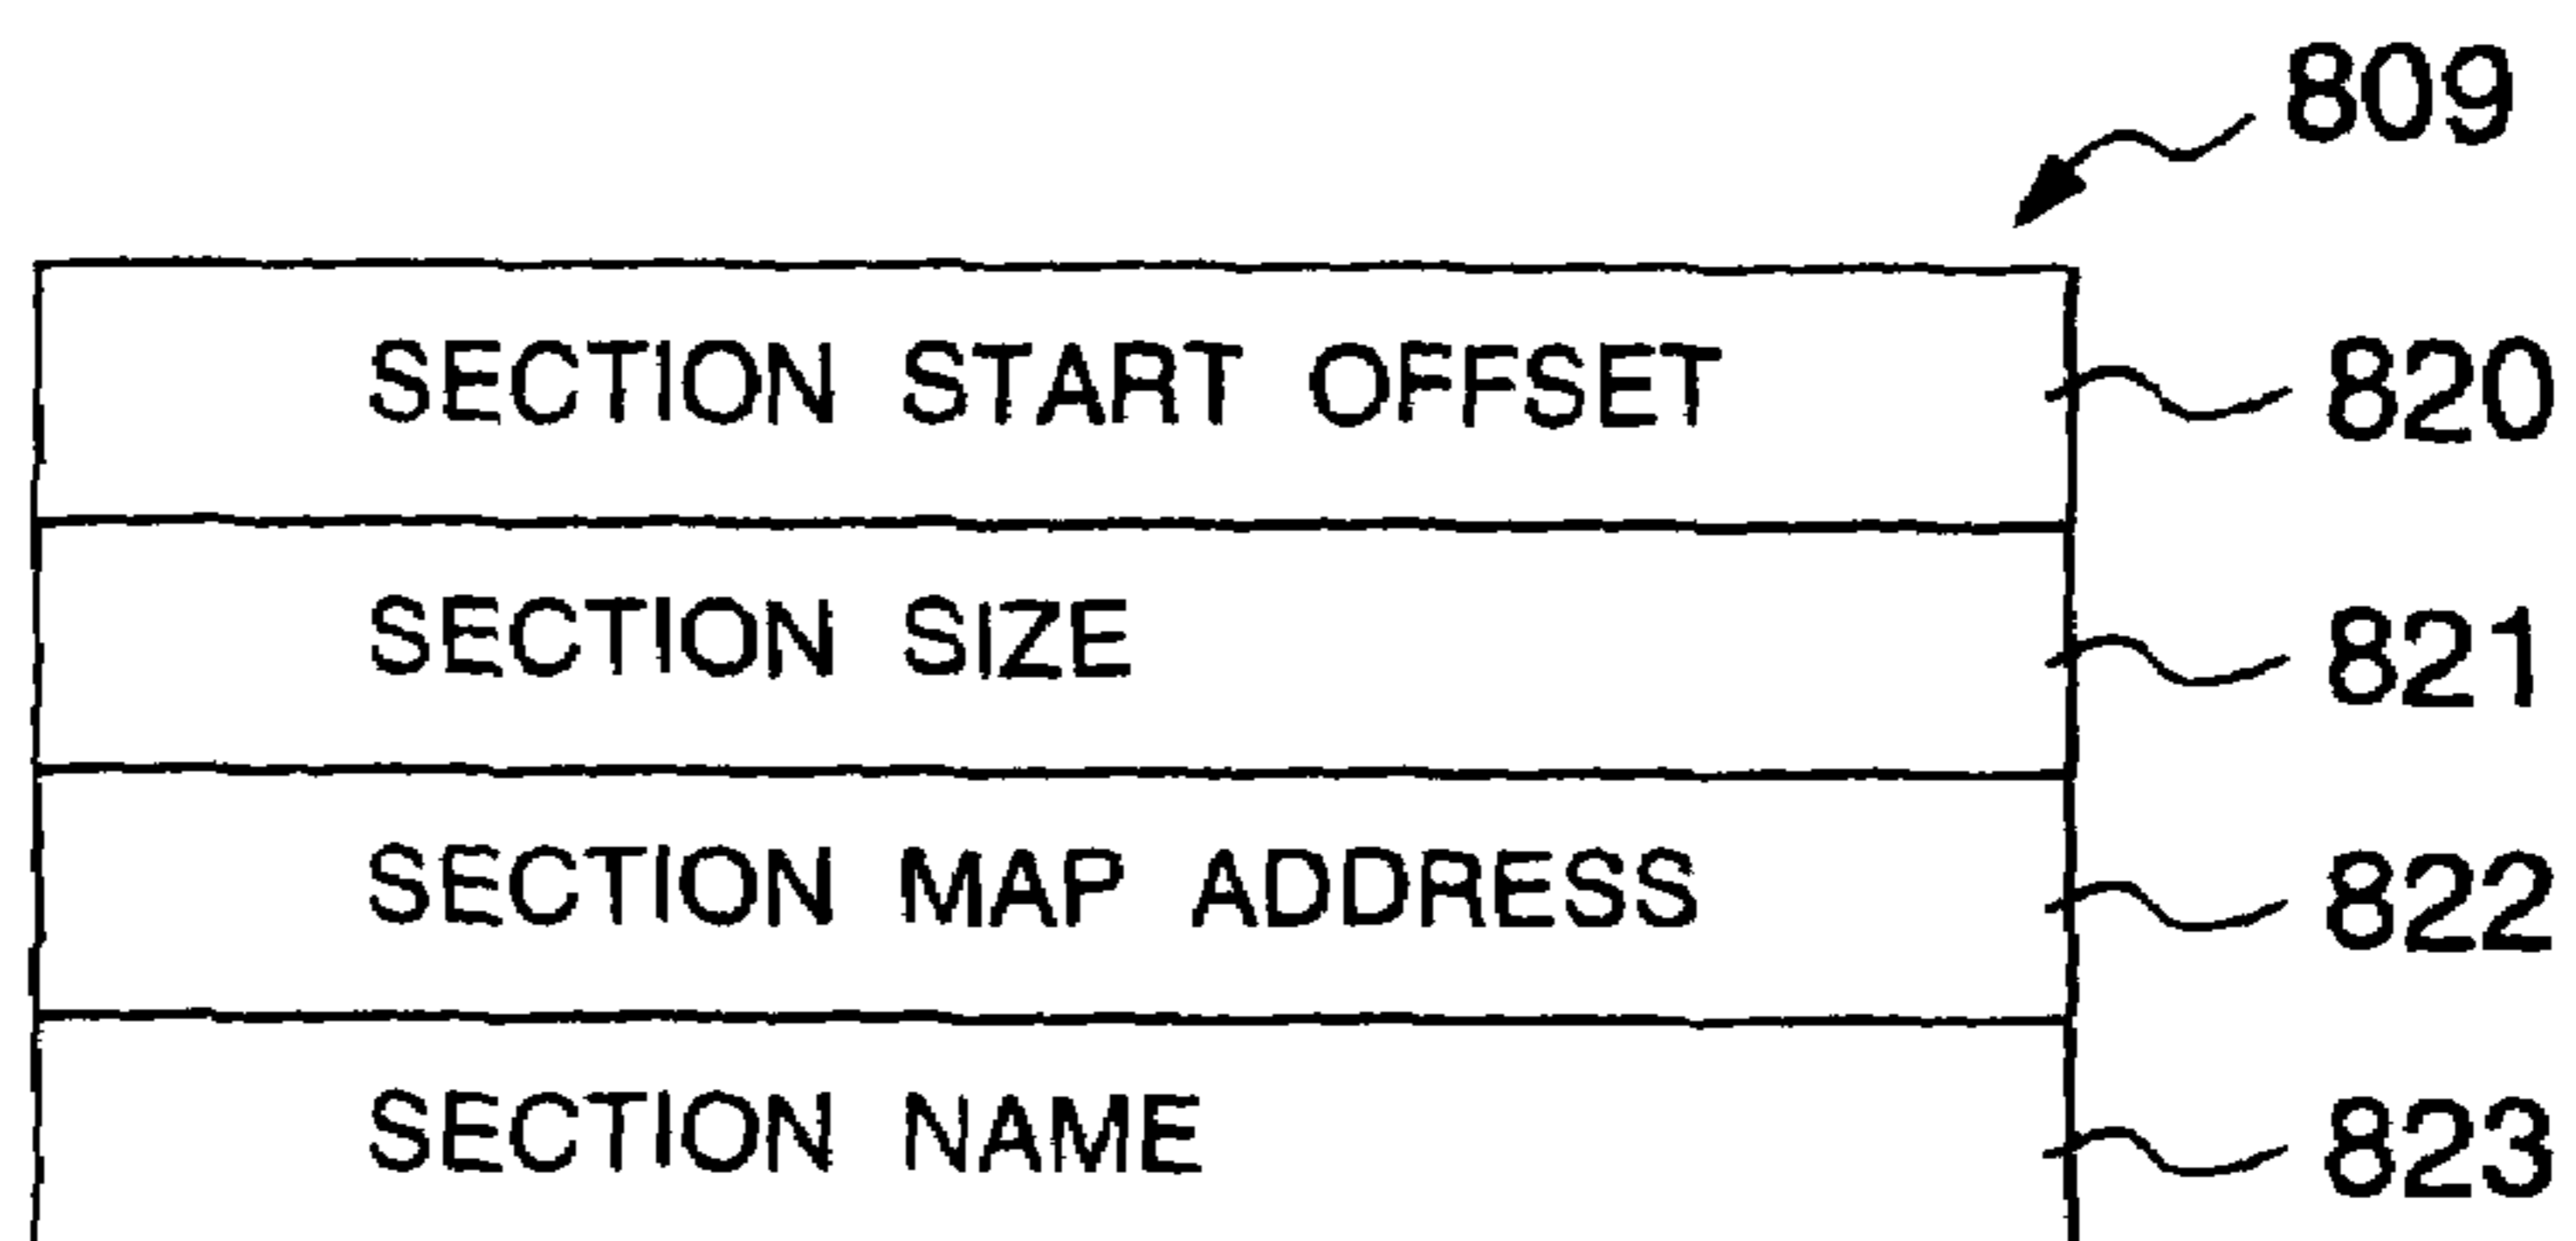 809
SECTION START OFFSET 820
SECTION SIZE 821
SECTION MAP ADDRESS 822
SECTION NAME 823